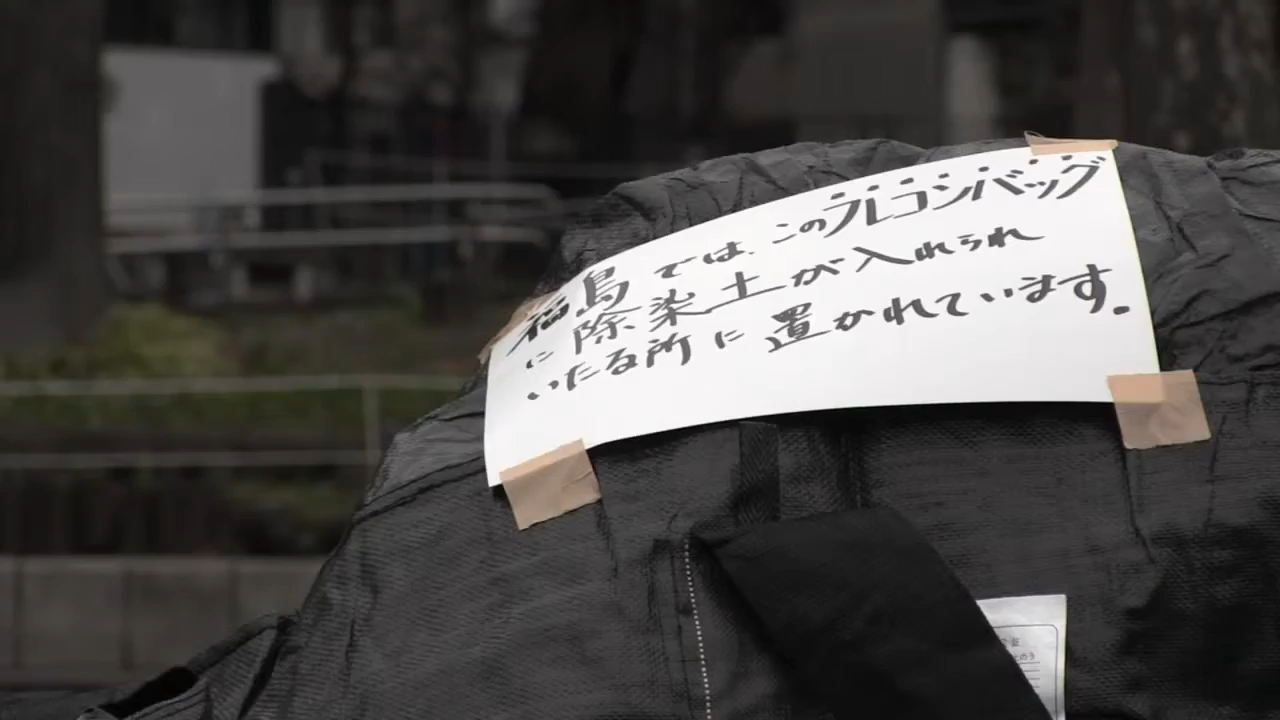 福島では、このフレコンバッグ
に除染土が入れられ
いたる所に置かれています。